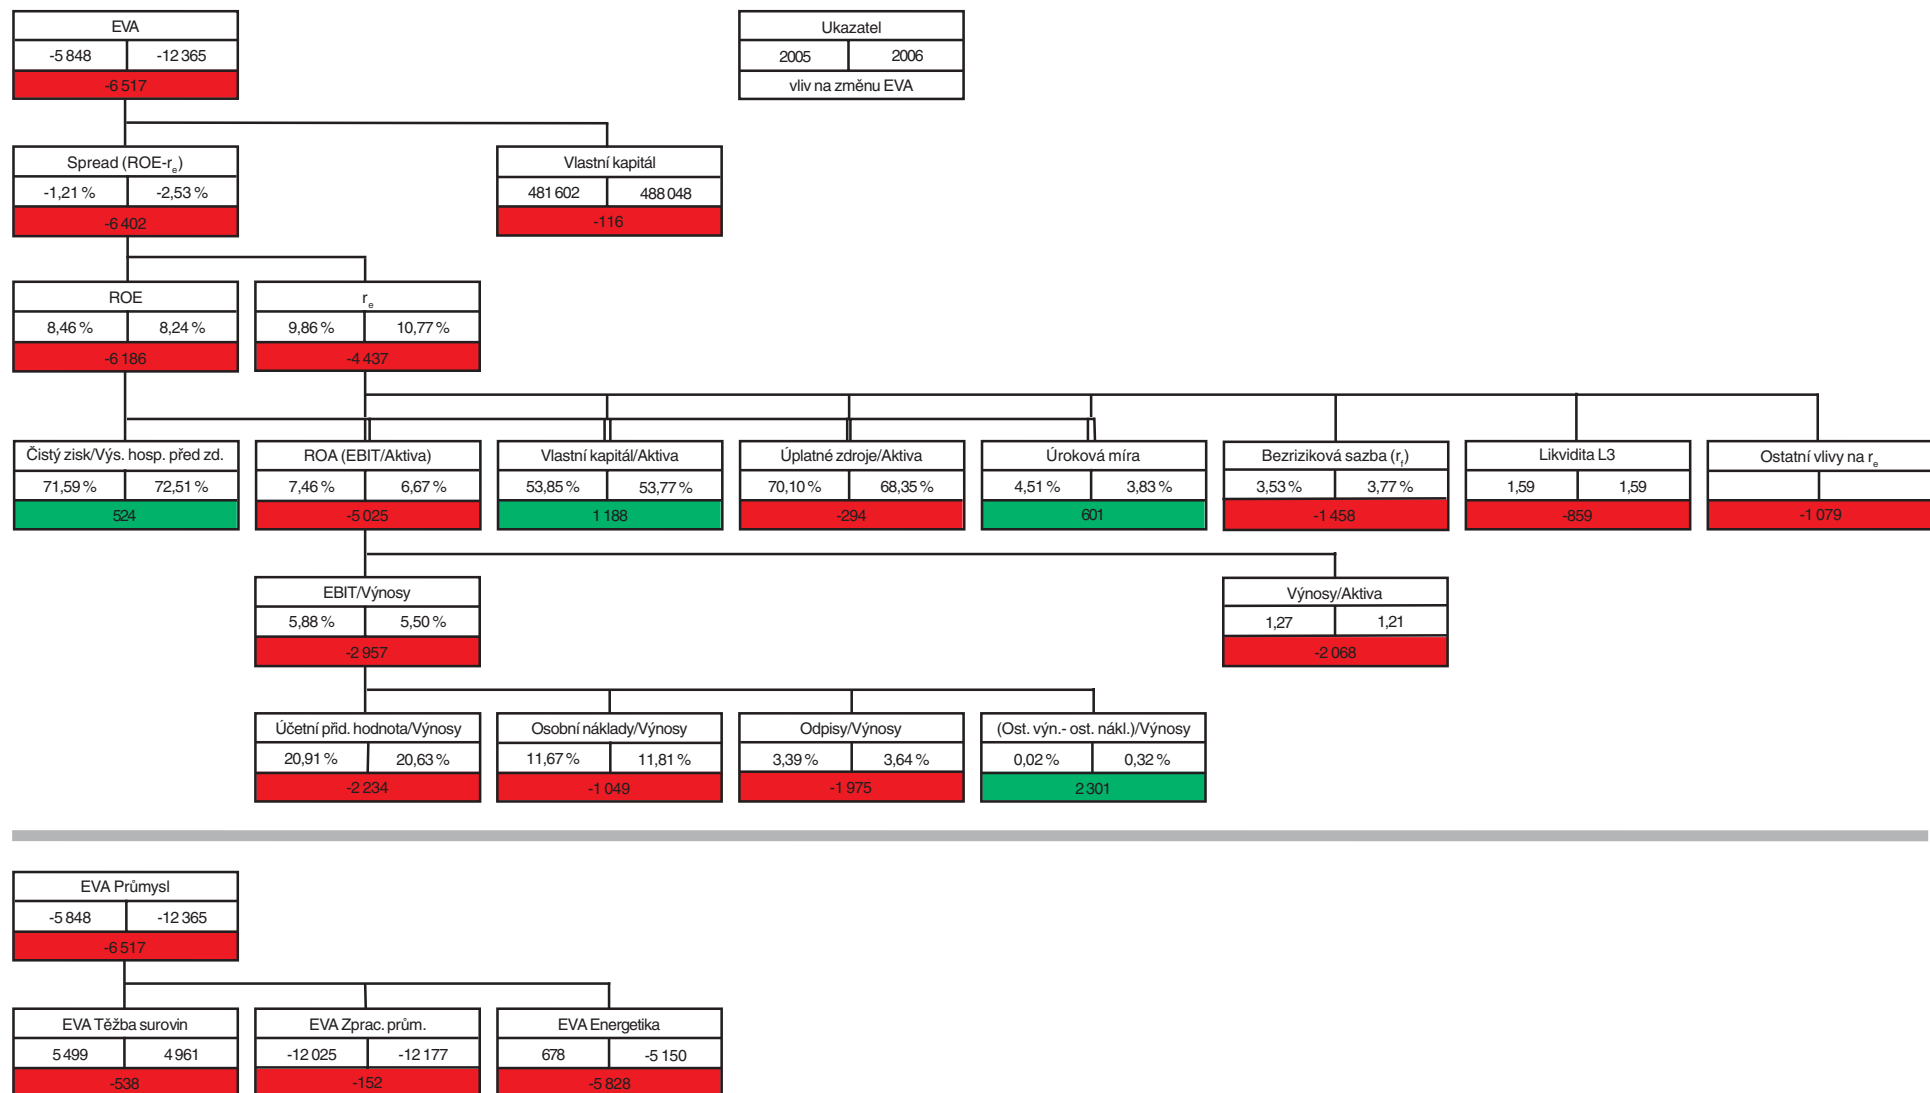 EVA
-5 848 -12 365
-6 517
Ukazatel
2005 2006
vliv na změnu EVA
Spread (ROE-re)
-1,21 % -2,53 %
-6 402
Vlastní kapitál
481 602 488 048
-116
ROE
8,46 % 8,24 %
-6 186
re
9,86 % 10,77 %
-4 437
Čistý zisk/Výs. hosp. před zd.
71,59 % 72,51 %
524
ROA (EBIT/Aktiva)
7,46 % 6,67 %
-5 025
Vlastní kapitál/Aktiva
53,85 % 53,77 %
1 188
Úplatné zdroje/Aktiva
70,10 % 68,35 %
-294
Úroková míra
4,51 % 3,83 %
601
Bezriziková sazba (rf)
3,53 % 3,77 %
-1 458
Likvidita L3
1,59 1,59
-859
Ostatní vlivy na re
-1 079
EBIT/Výnosy
5,88 % 5,50 %
-2 957
Výnosy/Aktiva
1,27 1,21
-2 068
Účetní přid. hodnota/Výnosy
20,91 % 20,63 %
-2 234
Osobní náklady/Výnosy
11,67 % 11,81 %
-1 049
Odpisy/Výnosy
3,39 % 3,64 %
-1 975
(Ost. výn.- ost. nákl.)/Výnosy
0,02 % 0,32 %
2 301
EVA Průmysl
-5 848 -12 365
-6 517
EVA Těžba surovin
5 499 4 961
-538
EVA Zprac. prům.
-12 025 -12 177
-152
EVA Energetika
678 -5 150
-5 828